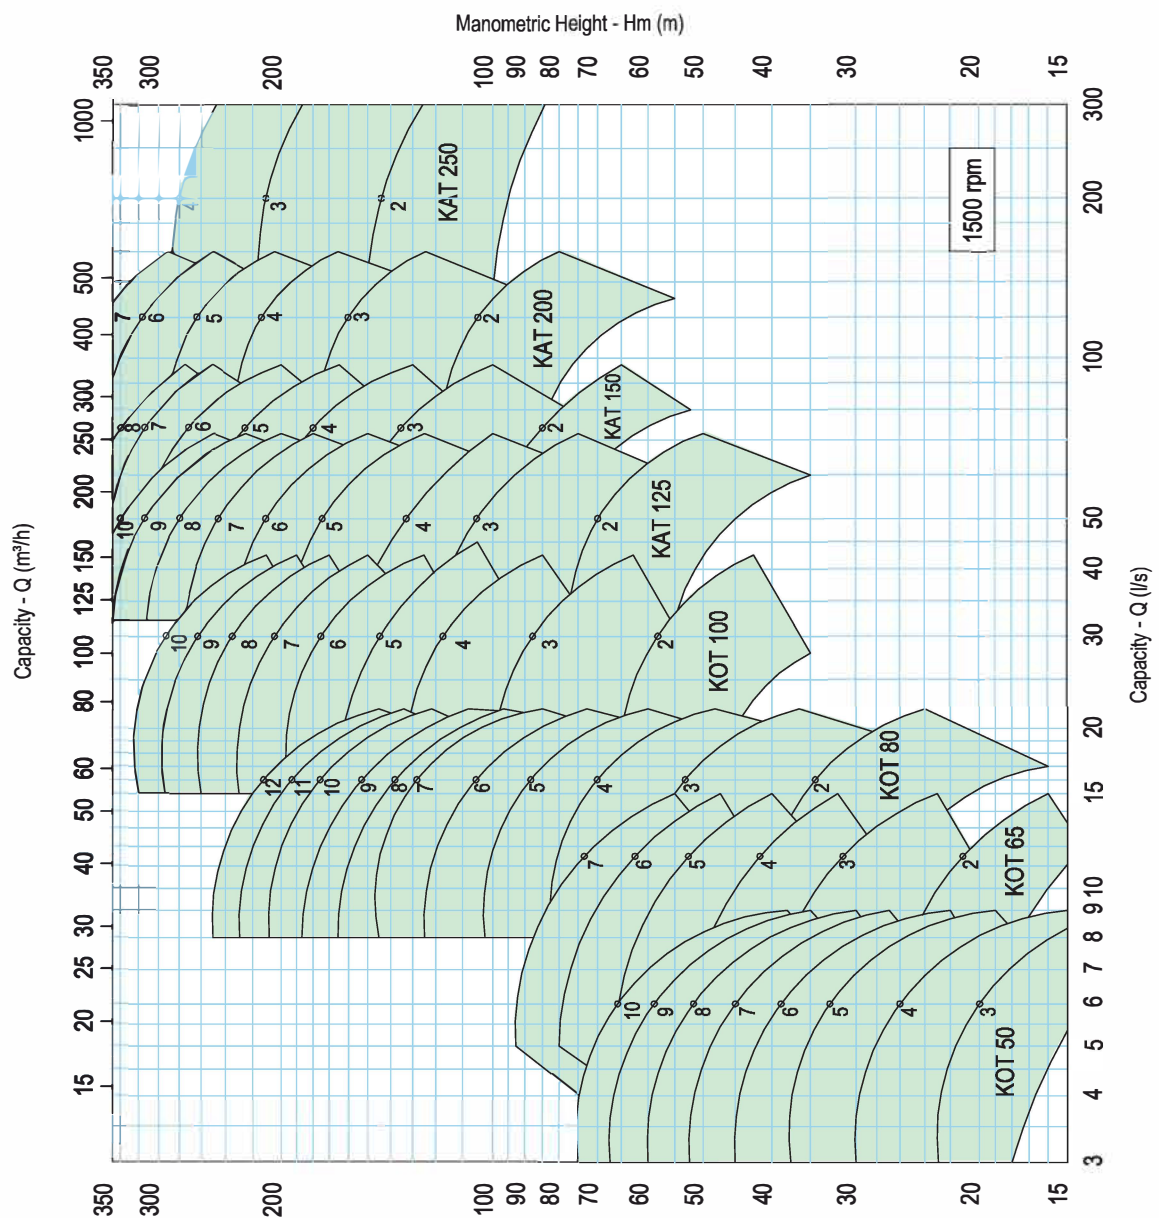 Manometric Height - Hm (m)
350 300 200 100 90 80 70 60 50 40 30 20 15
Capacity - Q (m³/h)
1000
500
400
300
250
200
150
125
100
80
60
50
40
30
25
20
15
Capacity - Q (l/s)
300
200
100
50
40
30
20
15
10
9
8
7
6
5
4
3
1500 rpm
4 3 2
KAT 250
7 6 5 4 3 2
KAT 200
8 7 6 5 4 3 2
KAT 150
10 9 8 7 6 5 4 3 2
KAT 125
10 9 8 7 6 5 4 3 2
KOT 100
12 11 10 9 8 7 6 5 4 3 2
KOT 80
7 6 5 4 3 2
KOT 65
10 9 8 7 6 5 4 3
KOT 50
350 300 200 100 90 80 70 60 50 40 30 20 15